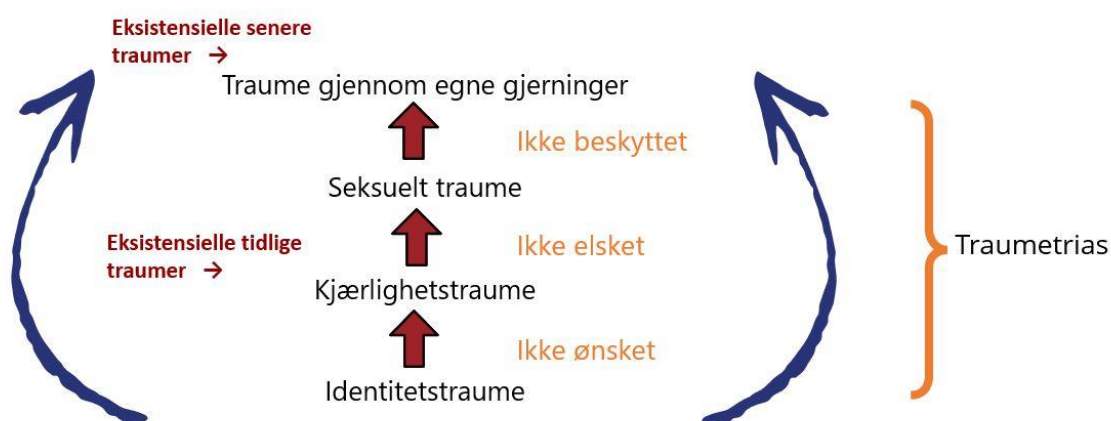 Eksistensielle senere
traumer →
Traume gjennom egne gjerninger
Ikke beskyttet
Seksuelt traume
Eksistensielle tidlige
traumer →
Ikke elsket
Traumetrias
Kjærlighetstraume
Ikke ønsket
Identitetstraume